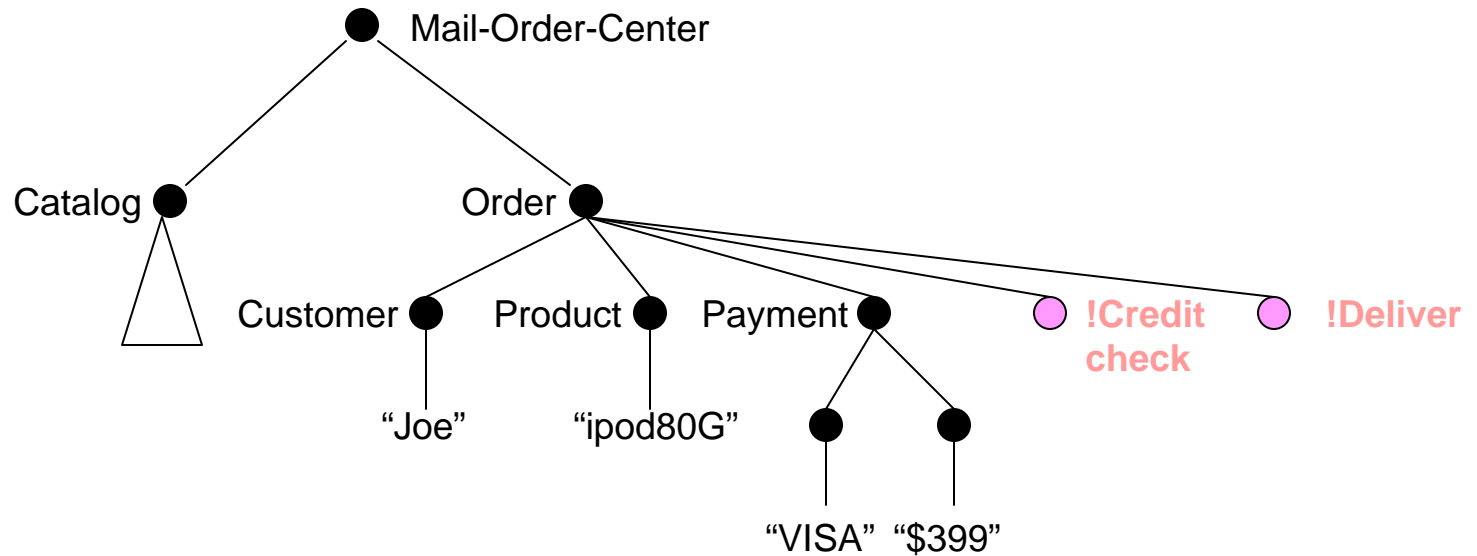 Mail-Order-Center
Catalog
Order
Customer
Product
Payment
!Credit
check
!Deliver
“Joe”
“ipod80G”
“VISA”
“$399”